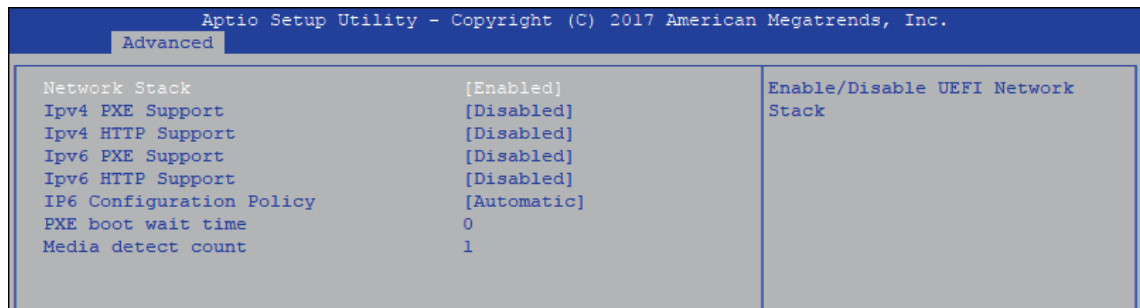 Aptio Setup Utility - Copyright (C) 2017 American Megatrends, Inc.
Advanced
Network Stack [Enabled]
Ipv4 PXE Support [Disabled]
Ipv4 HTTP Support [Disabled]
Ipv6 PXE Support [Disabled]
Ipv6 HTTP Support [Disabled]
IP6 Configuration Policy [Automatic]
PXE boot wait time 0
Media detect count 1
Enable/Disable UEFI Network
Stack